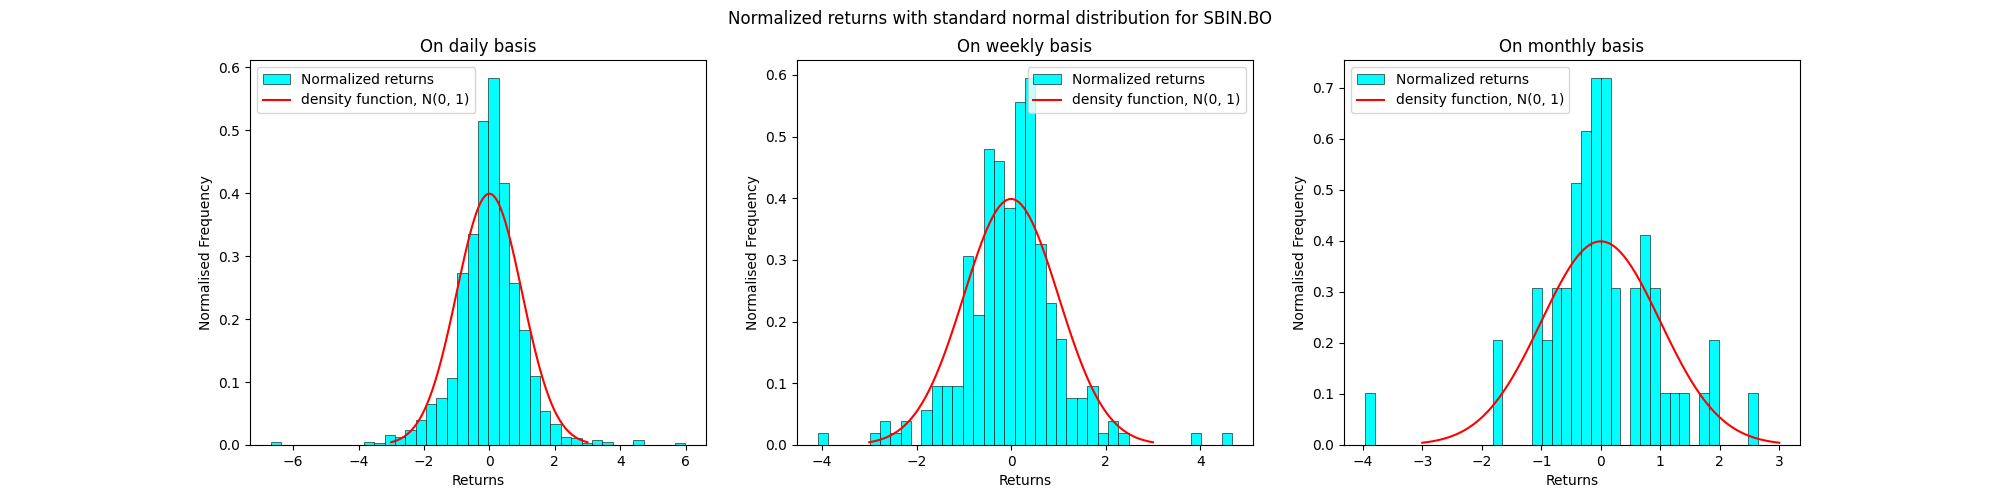 Normalized returns with standard normal distribution for SBIN.BO
On daily basis
Normalized returns
density function, N(0, 1)
Normalised Frequency
0.6
0.5
0.4
0.3
0.2
0.1
0.0
−6 −4 −2 0 2 4 6
Returns
On weekly basis
Normalized returns
density function, N(0, 1)
Normalised Frequency
0.6
0.5
0.4
0.3
0.2
0.1
0.0
−4 −2 0 2 4
Returns
On monthly basis
Normalized returns
density function, N(0, 1)
Normalised Frequency
0.7
0.6
0.5
0.4
0.3
0.2
0.1
0.0
−4 −3 −2 −1 0 1 2 3
Returns